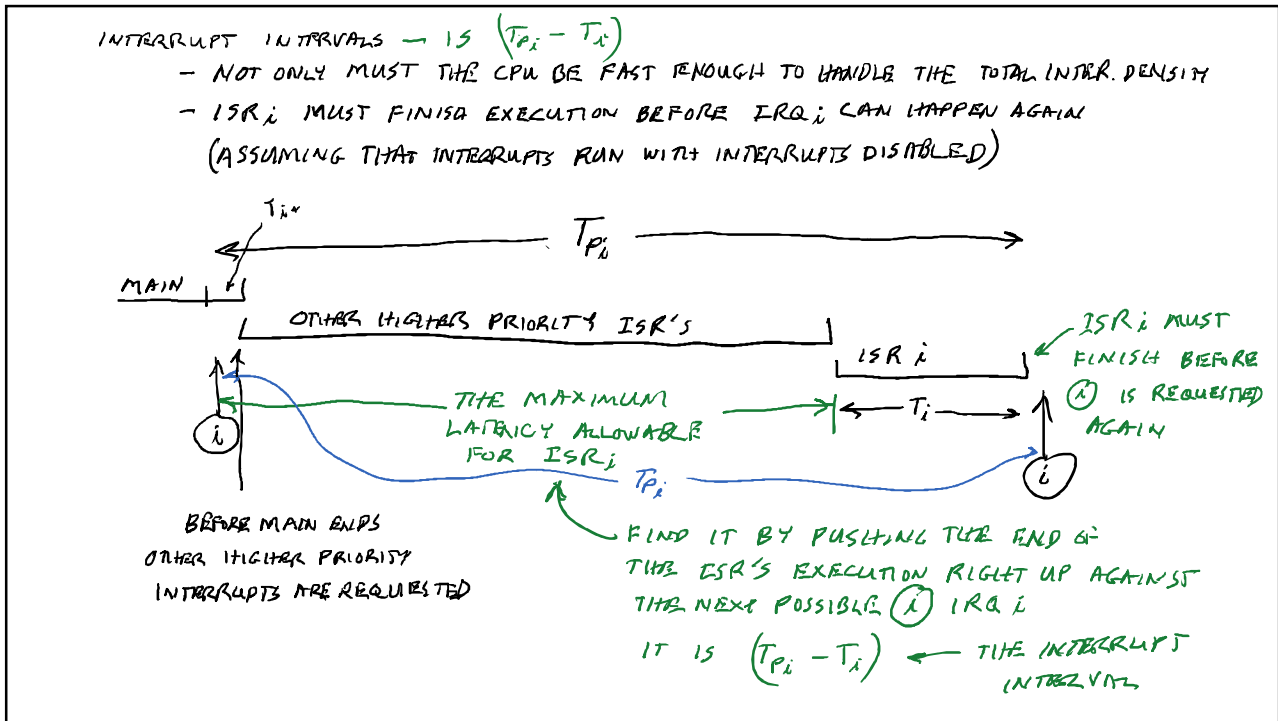 INTERRUPT INTERVALS — IS (Tpi - Ti)
- NOT ONLY MUST THE CPU BE FAST ENOUGH TO HANDLE THE TOTAL INTER. DENSITY
- ISR i MUST FINISH EXECUTION BEFORE IRQ i CAN HAPPEN AGAIN
(ASSUMING THAT INTERRUPTS RUN WITH INTERRUPTS DISABLED)
Tpi
MAIN
OTHER HIGHER PRIORITY ISR'S
ISR i
ISR i MUST
FINISH BEFORE
i IS REQUESTED
AGAIN
THE MAXIMUM
LATENCY ALLOWABLE
FOR ISR i
Ti
i
i
Tpi
BEFORE MAIN ENDS
OTHER HIGHER PRIORITY
INTERRUPTS ARE REQUESTED
FIND IT BY PUSHING THE END OF
THE ISR'S EXECUTION RIGHT UP AGAINST
THE NEXT POSSIBLE i IRQ i
IT IS (Tpi - Ti) THE INTERRUPT
INTERVAL